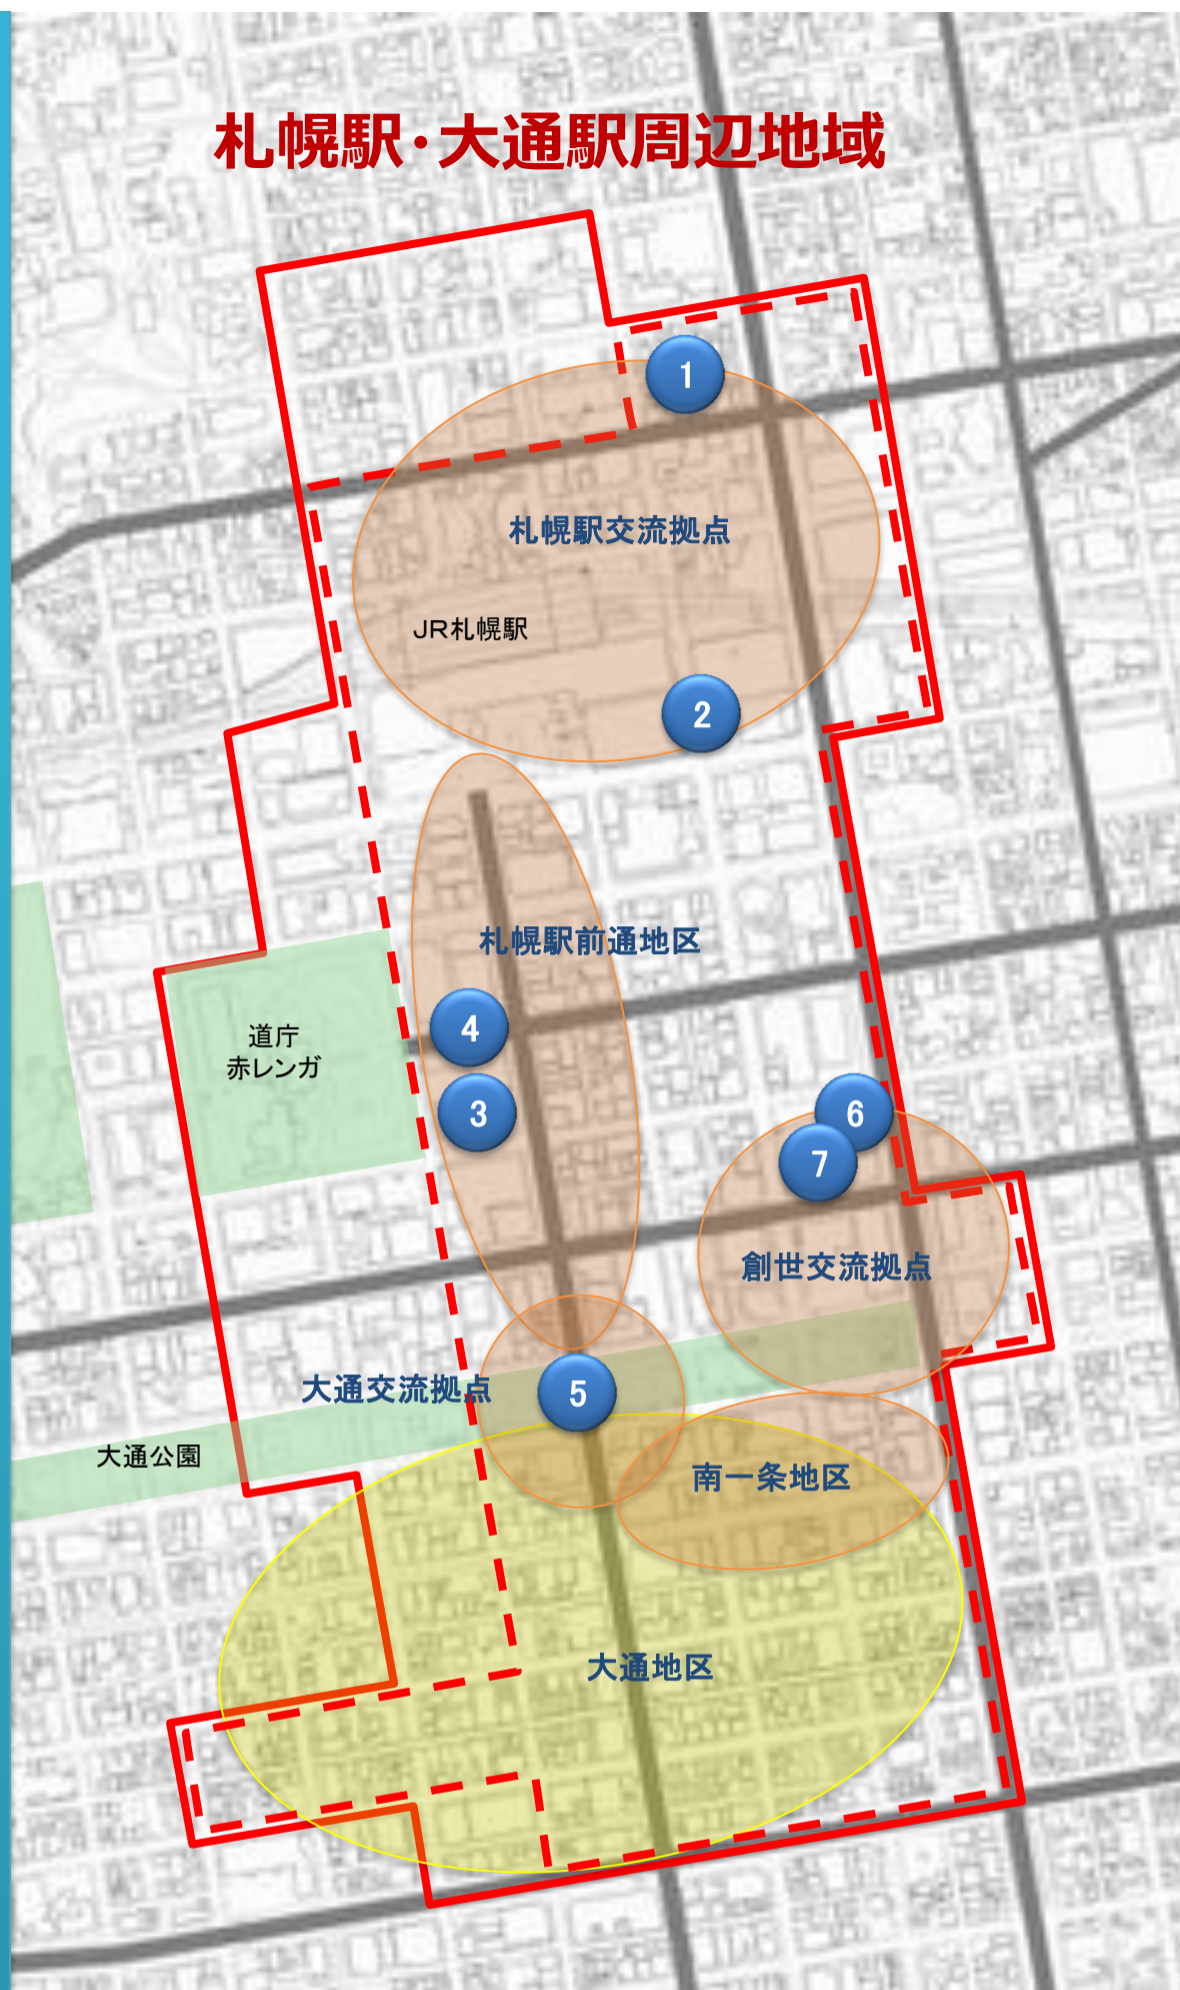 札幌駅・大通駅周辺地域
1
札幌駅交流拠点
JR札幌駅
2
札幌駅前通地区
4
道庁
赤レンガ
3
6
7
創世交流拠点
大通交流拠点
5
大通公園
南一条地区
大通地区